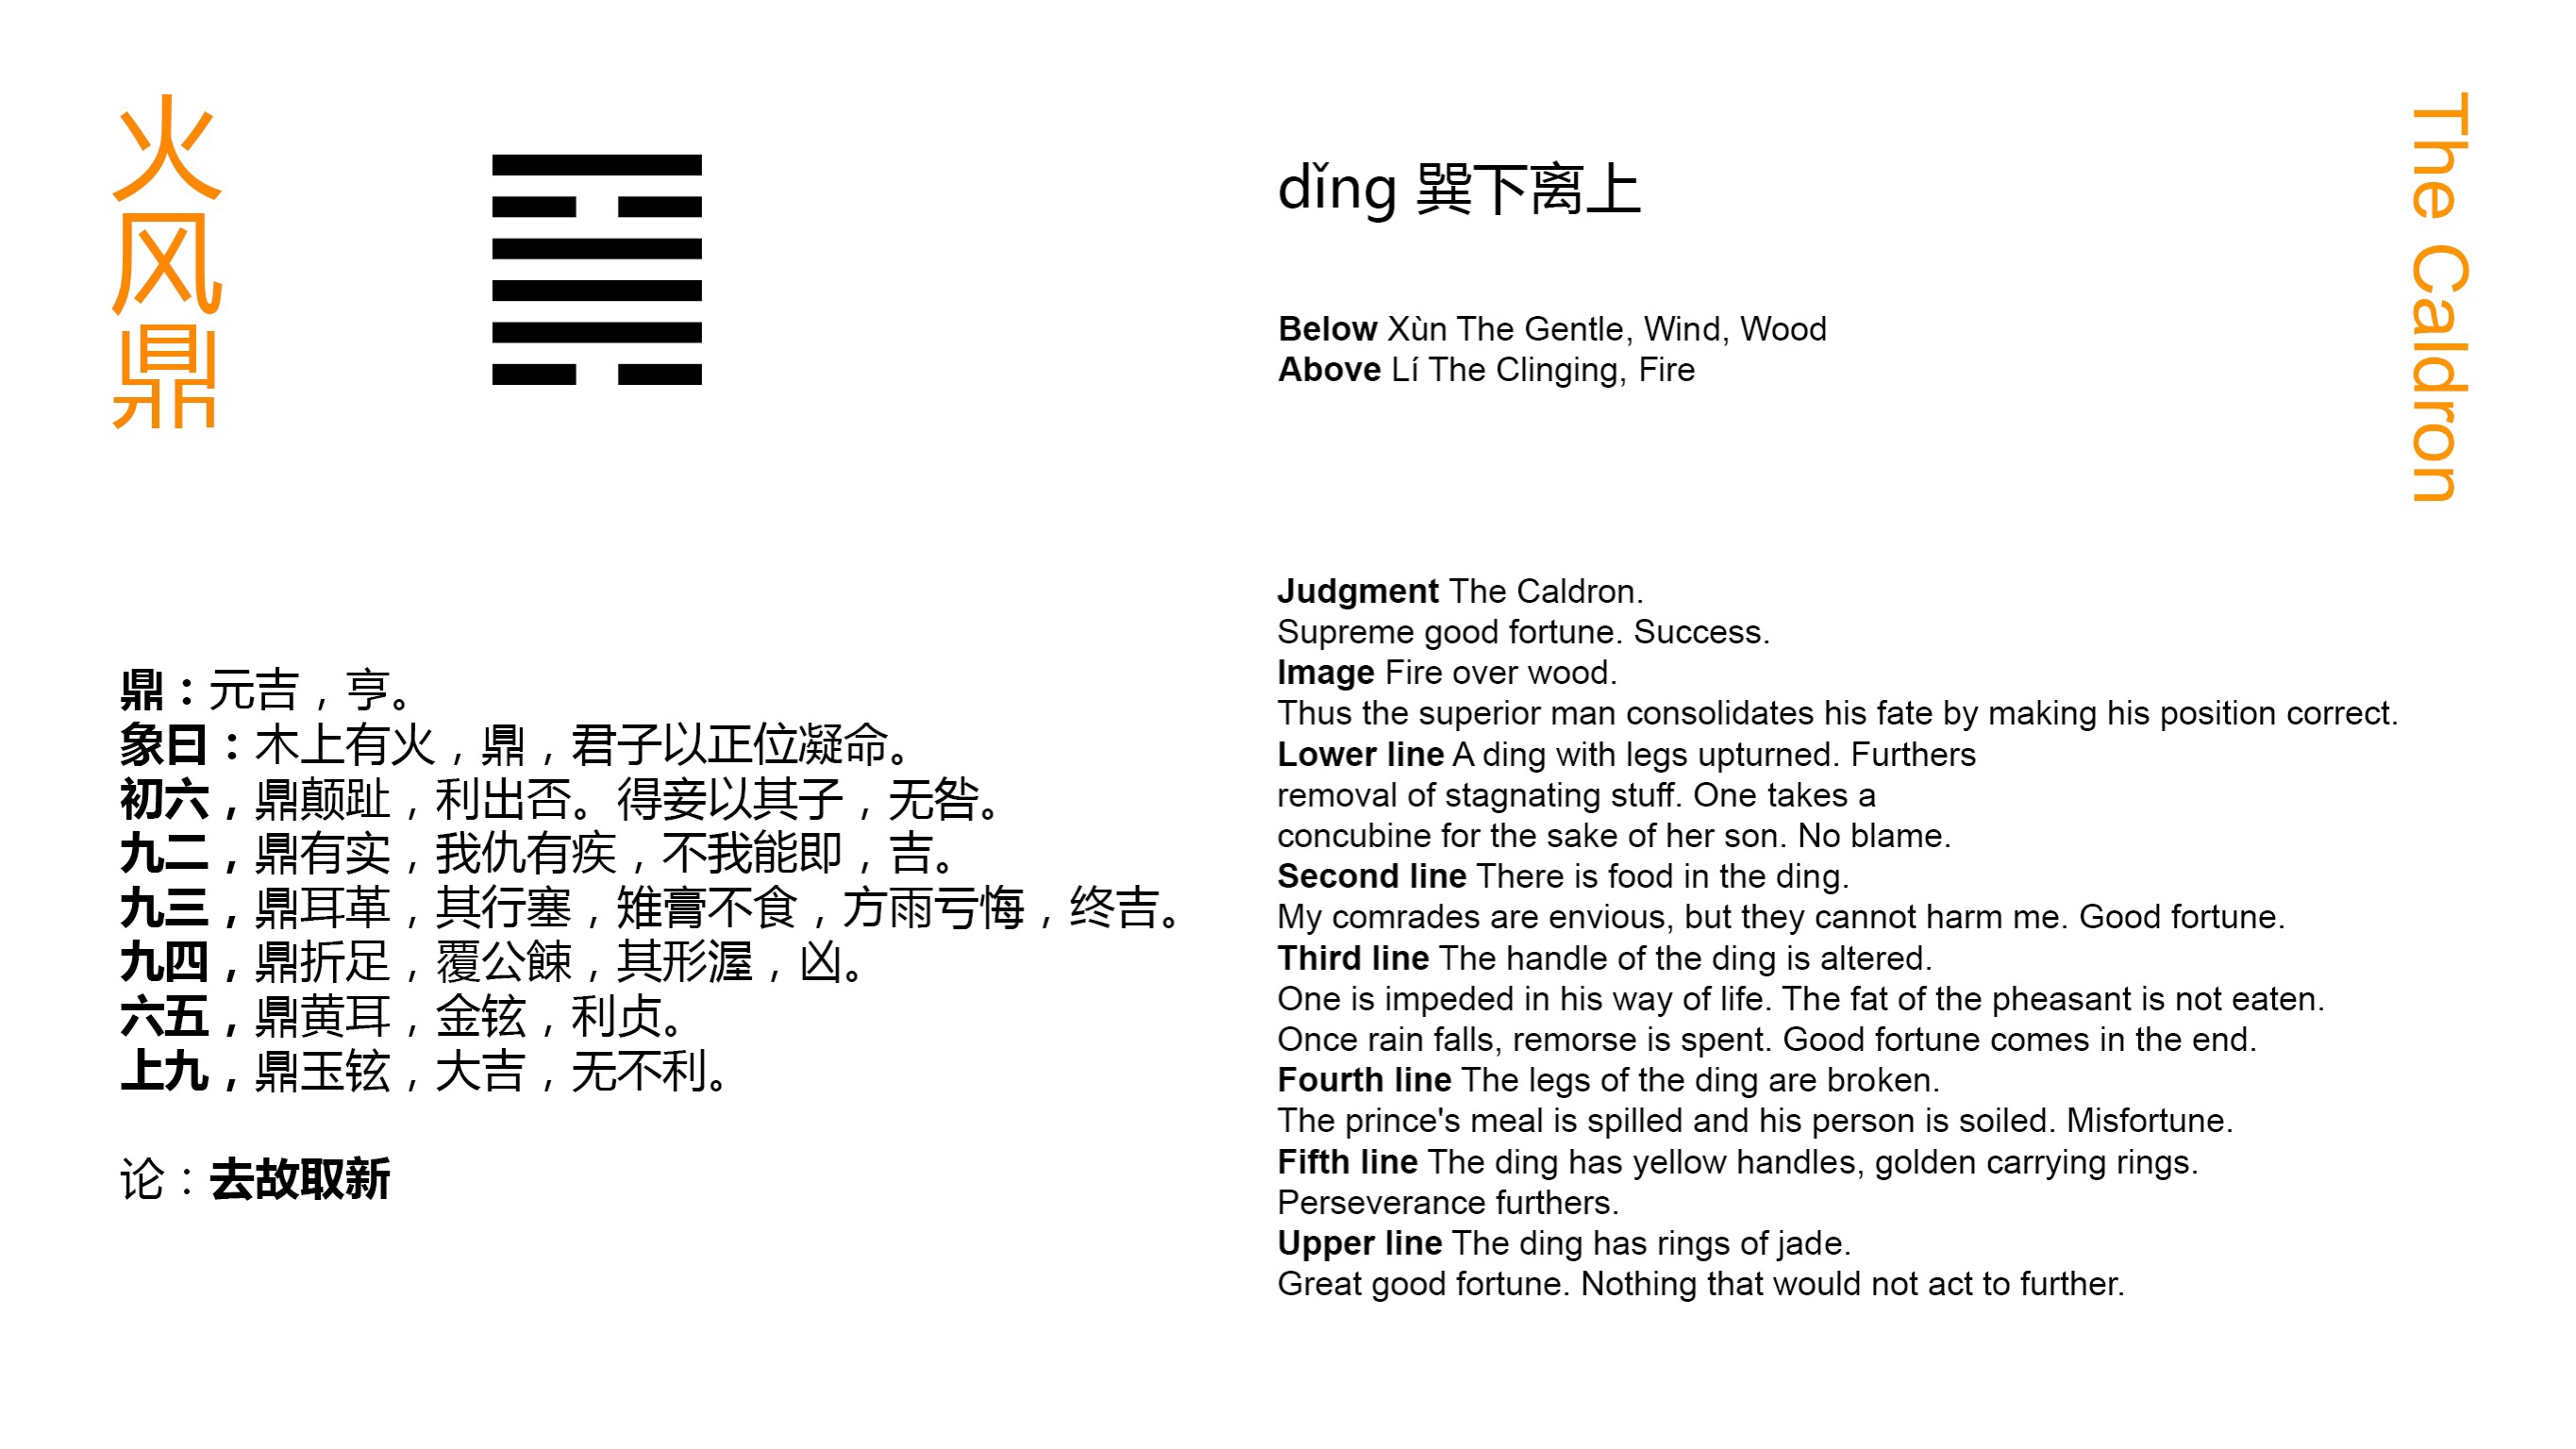 火风鼎
鼎：元吉，亨。
象曰：木上有火，鼎，君子以正位凝命。
初六，鼎颠趾，利出否。得妾以其子，无咎。
九二，鼎有实，我仇有疾，不我能即，吉。
九三，鼎耳革，其行塞，雉膏不食，方雨亏悔，终吉。
九四，鼎折足，覆公餗，其形渥，凶。
六五，鼎黄耳，金铉，利贞。
上九，鼎玉铉，大吉，无不利。
论：去故取新
dǐng 巽下离上
Below Xùn The Gentle, Wind, Wood
Above Lí The Clinging, Fire
Judgment The Caldron.
Supreme good fortune. Success.
Image Fire over wood.
Thus the superior man consolidates his fate by making his position correct.
Lower line A ding with legs upturned. Furthers
removal of stagnating stuff. One takes a
concubine for the sake of her son. No blame.
Second line There is food in the ding.
My comrades are envious, but they cannot harm me. Good fortune.
Third line The handle of the ding is altered.
One is impeded in his way of life. The fat of the pheasant is not eaten.
Once rain falls, remorse is spent. Good fortune comes in the end.
Fourth line The legs of the ding are broken.
The prince's meal is spilled and his person is soiled. Misfortune.
Fifth line The ding has yellow handles, golden carrying rings.
Perseverance furthers.
Upper line The ding has rings of jade.
Great good fortune. Nothing that would not act to further.
The Caldron